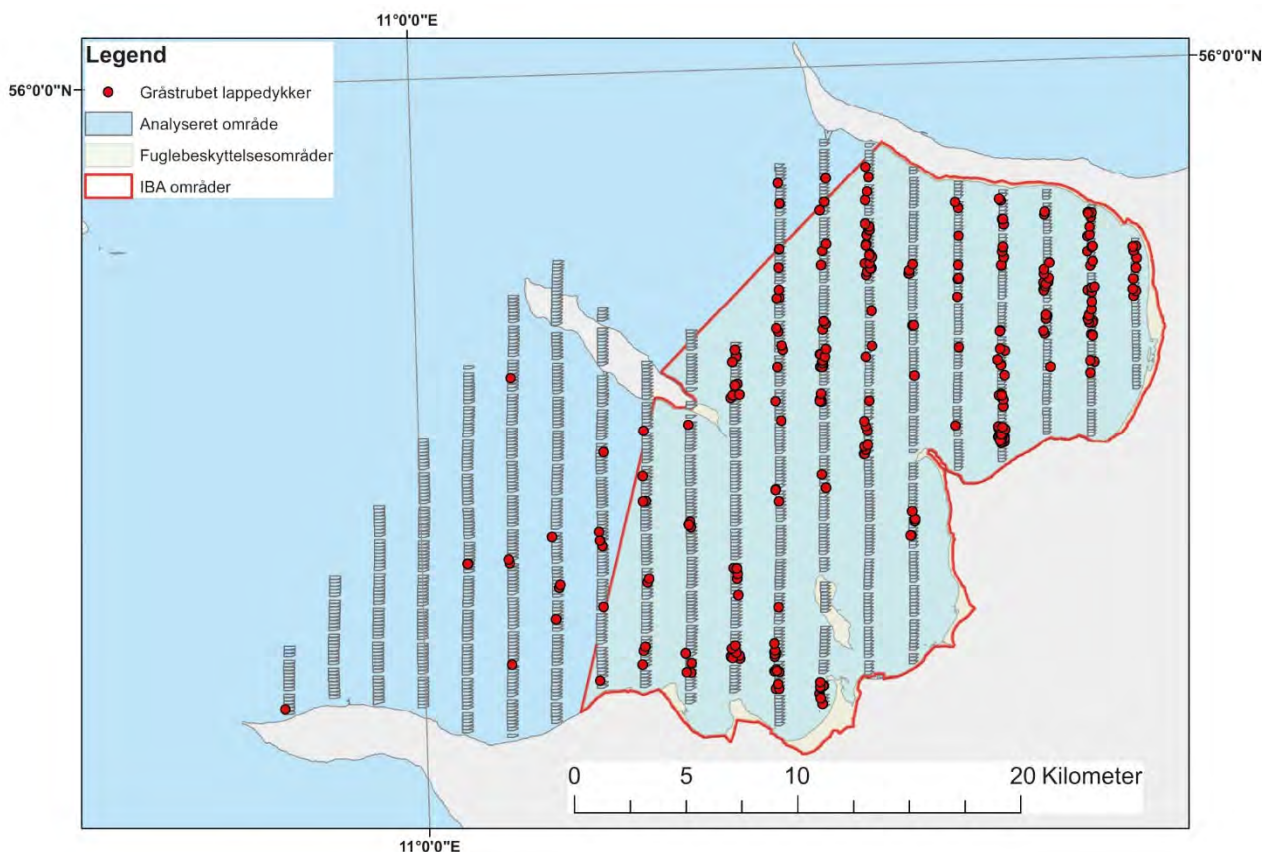 11°0'0"E
Legend
Gråstrubet lappedykker
Analyseret område
Fuglebeskyttelsesområder
IBA områder
56°0'0"N
56°0'0"N
0 5 10 20 Kilometer
11°0'0"E